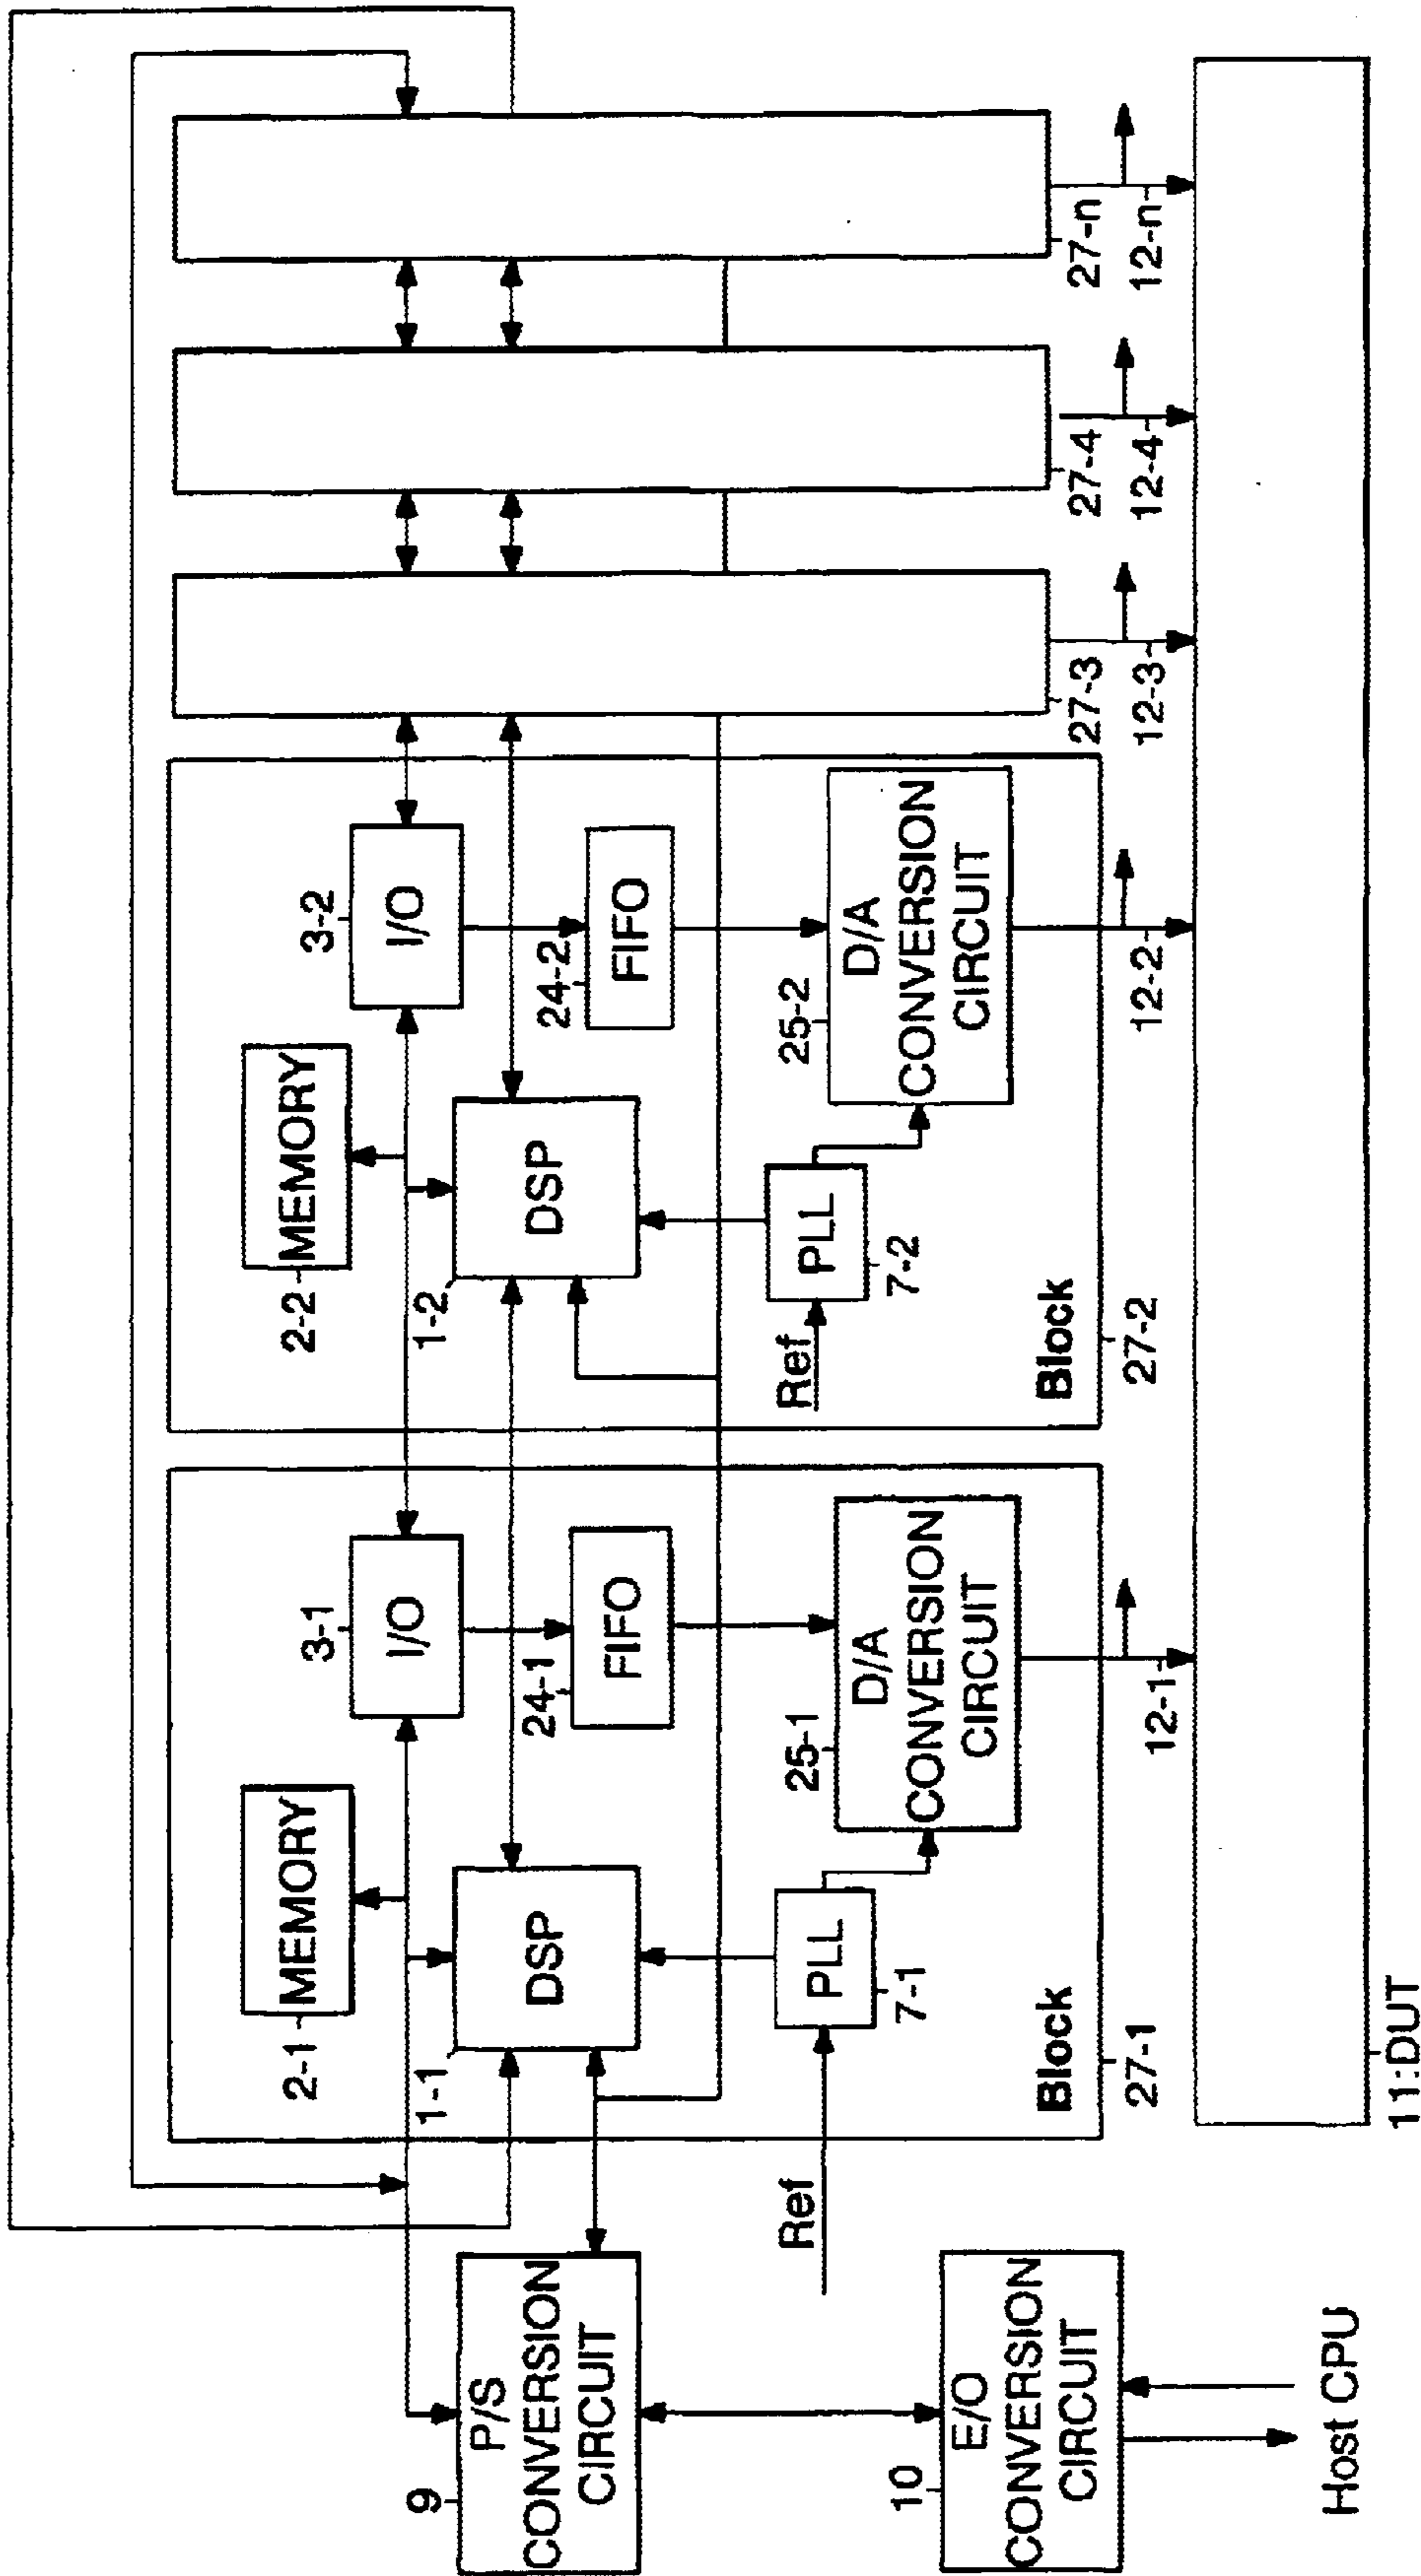 9
P/S
CONVERSION
CIRCUIT
10
E/O
CONVERSION
CIRCUIT
Host CPU
Ref
2-1
MEMORY
3-1
I/O
1-1
DSP
24-1
FIFO
25-1
D/A
CONVERSION
CIRCUIT
PLL
7-1
Block
27-1
12-1
2-2
MEMORY
3-2
I/O
1-2
DSP
24-2
FIFO
25-2
D/A
CONVERSION
CIRCUIT
Ref
PLL
7-2
Block
27-2
12-2
27-3
12-3
27-4
12-4
27-n
12-n
11:DUT